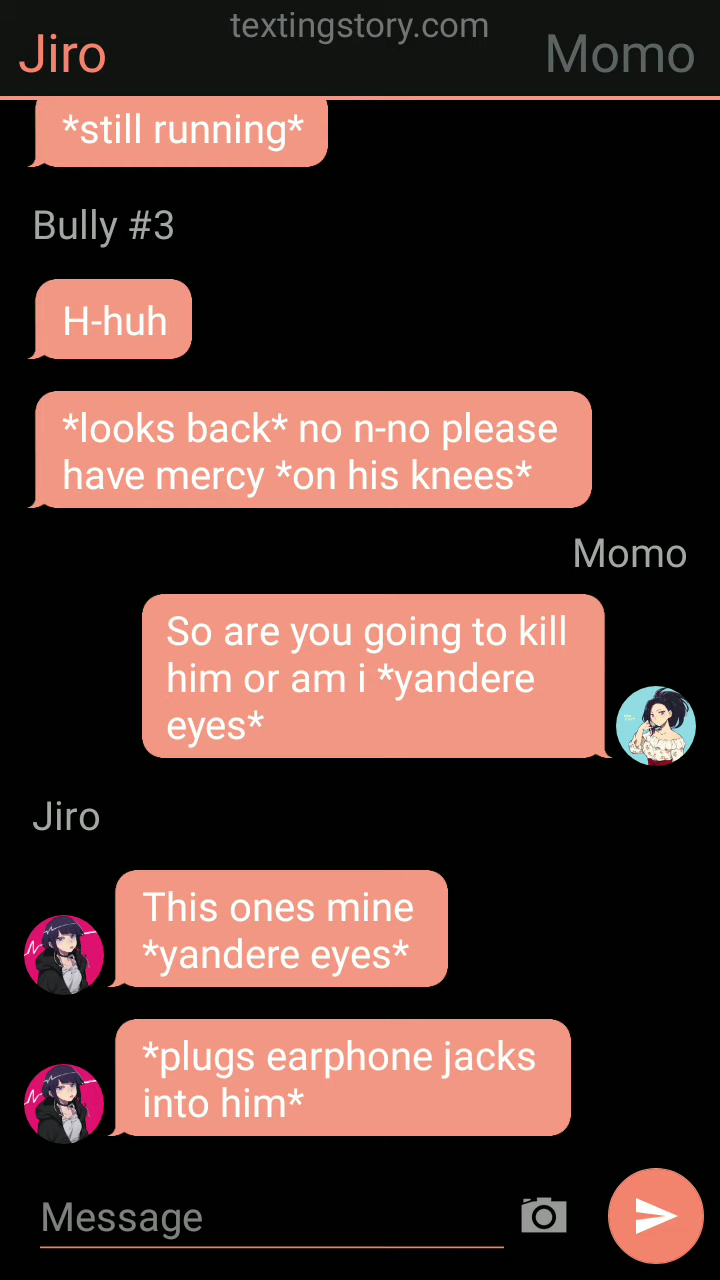 textingstory.com
Jiro
Momo
*still running*
Bully #3
H-huh
*looks back* no n-no please
have mercy *on his knees*
Momo
So are you going to kill
him or am i *yandere
eyes*
Jiro
This ones mine
*yandere eyes*
*plugs earphone jacks
into him*
Message